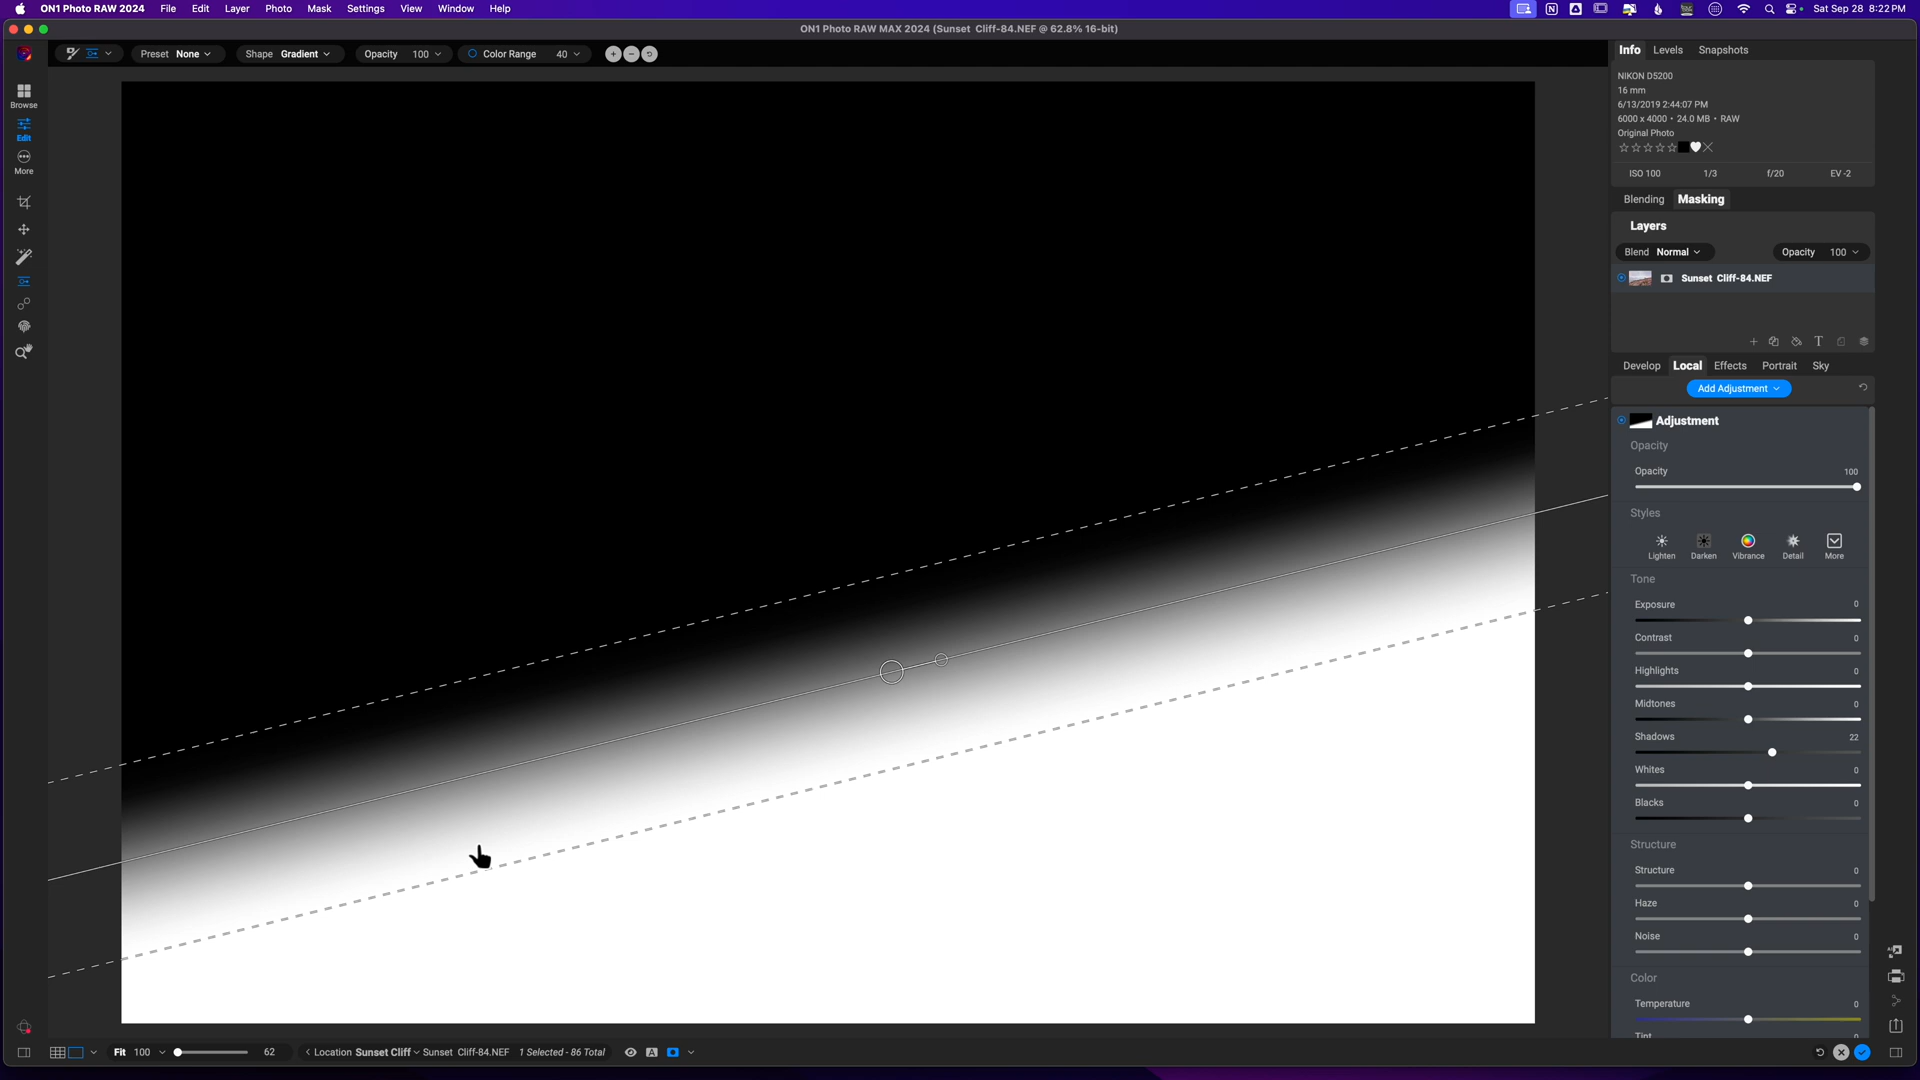 ON1 Photo RAW 2024 File Edit Layer Photo Mask Settings View Window Help Sat Sep 28 8:22 PM
ON1 Photo RAW MAX 2024 (Sunset Cliff-84.NEF @ 62.8% 16-bit)
Preset None Shape Gradient Opacity 100 Color Range 40
Browse
Edit
More
Info Levels Snapshots
NIKON D5200
16 mm
6/13/2019 2:44:07 PM
6000 x 4000 • 24.0 MB • RAW
Original Photo
ISO 100 1/3 f/20 EV -2
Blending Masking
Layers
Blend Normal Opacity 100
Sunset Cliff-84.NEF
Develop Local Effects Portrait Sky
Add Adjustment
Adjustment
Opacity
Opacity 100
Styles
Lighten Darken Vibrance Detail More
Tone
Exposure 0
Contrast 0
Highlights 0
Midtones 0
Shadows 22
Whites 0
Blacks 0
Structure
Structure 0
Haze 0
Noise 0
Color
Temperature 0
Tint 0
Fit 100 62 < Location Sunset Cliff Sunset Cliff-84.NEF 1 Selected - 86 Total A